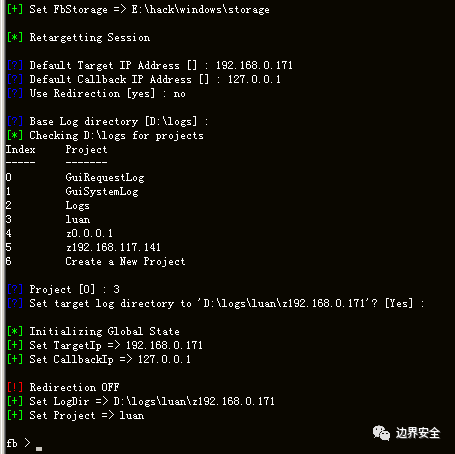 [+] Set FbStorage => E:\hack\windows\storage
[*] Retargetting Session
[?] Default Target IP Address [] : 192.168.0.171
[?] Default Callback IP Address [] : 127.0.0.1
[?] Use Redirection [yes] : no
[?] Base Log directory [D:\logs] :
[*] Checking D:\logs for projects
Index Project
----- -------
0 GuiRequestLog
1 GuiSystemLog
2 Logs
3 luan
4 z0.0.0.1
5 z192.168.117.141
6 Create a New Project
[?] Project [0] : 3
[?] Set target log directory to 'D:\logs\luan\z192.168.0.171'? [Yes] :
[*] Initializing Global State
[+] Set TargetIp => 192.168.0.171
[+] Set CallbackIp => 127.0.0.1
[!] Redirection OFF
[+] Set LogDir => D:\logs\luan\z192.168.0.171
[+] Set Project => luan
fb >
边界安全